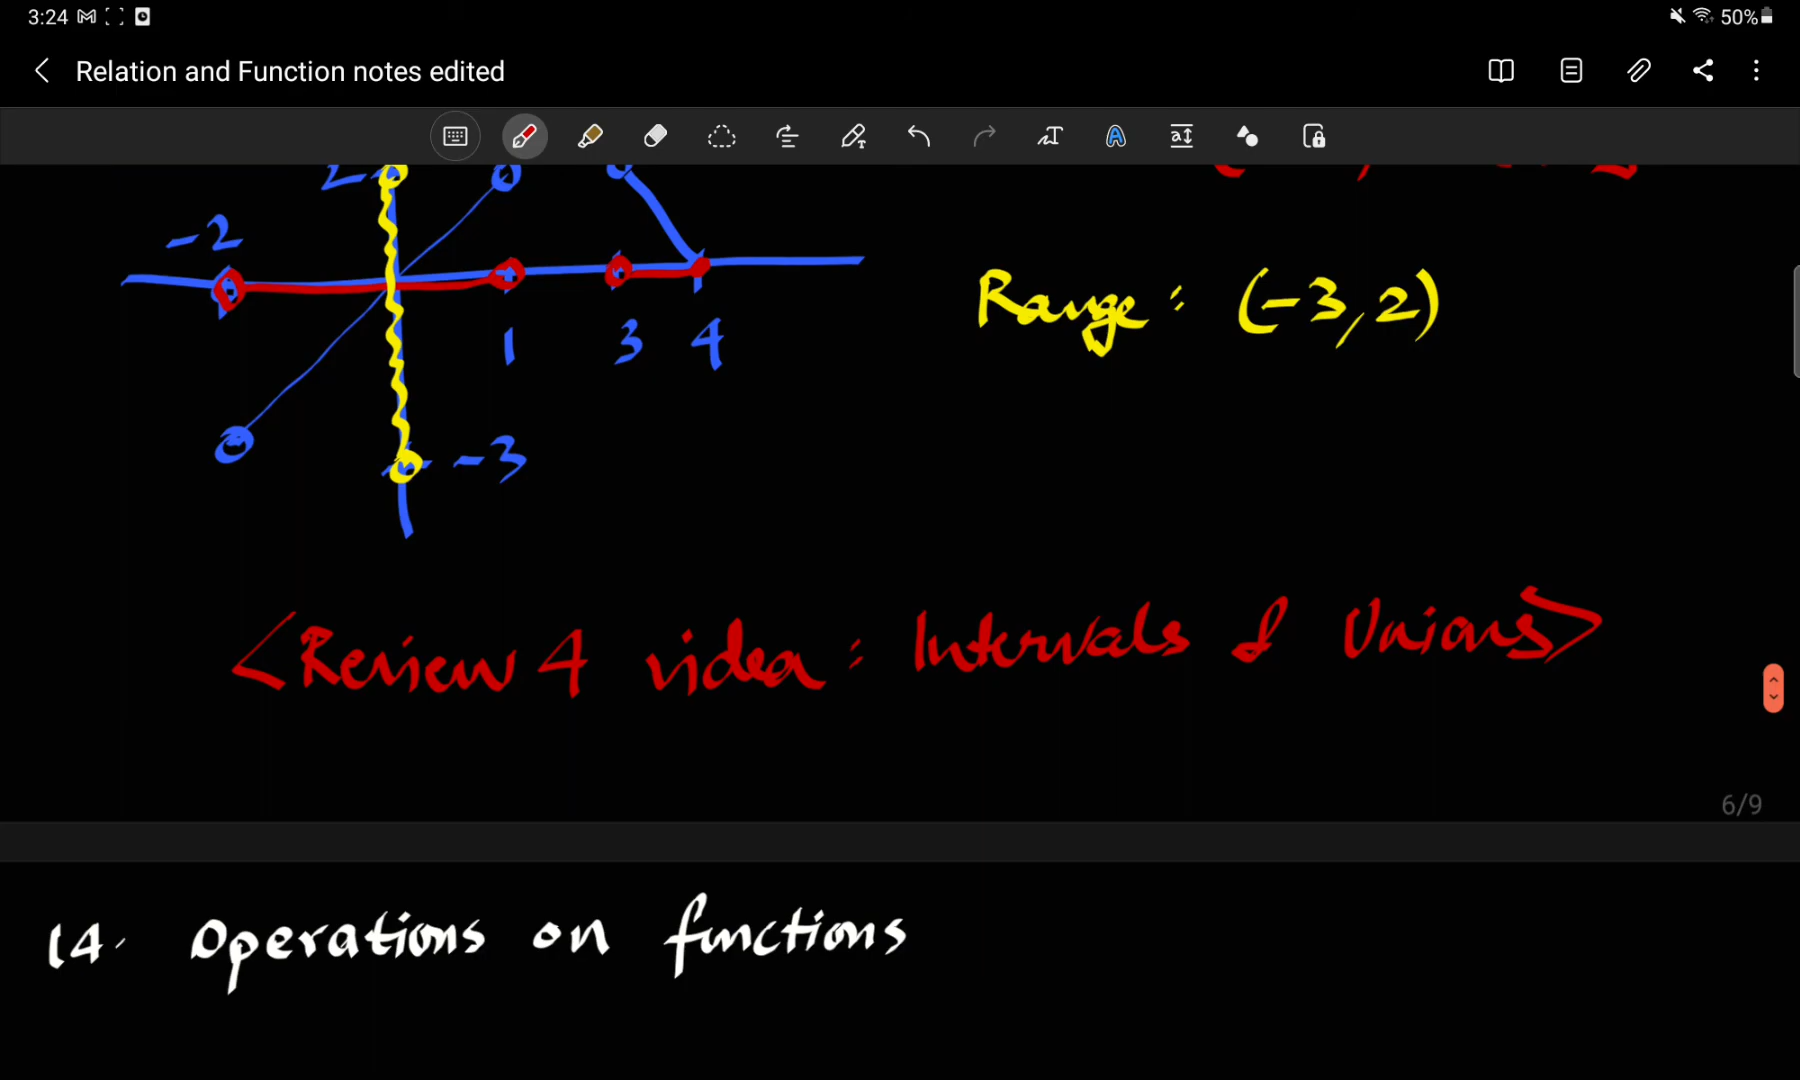 3:24 50%
Relation and Function notes edited
2
-2
Range : (-3, 2)
1 3 4
-3
<Review 4 video : Intervals & Unions>
6/9
14. Operations on functions